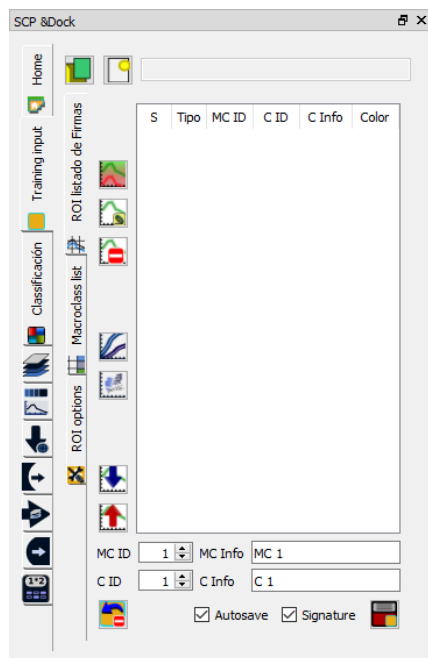 SCP &Dock
Home
Training input
Classificación
ROI listado de Firmas
Macroclass list
ROI options
S Tipo MC ID C ID C Info Color
MC ID 1 MC Info MC 1
C ID 1 C Info C 1
Autosave Signature
1*2